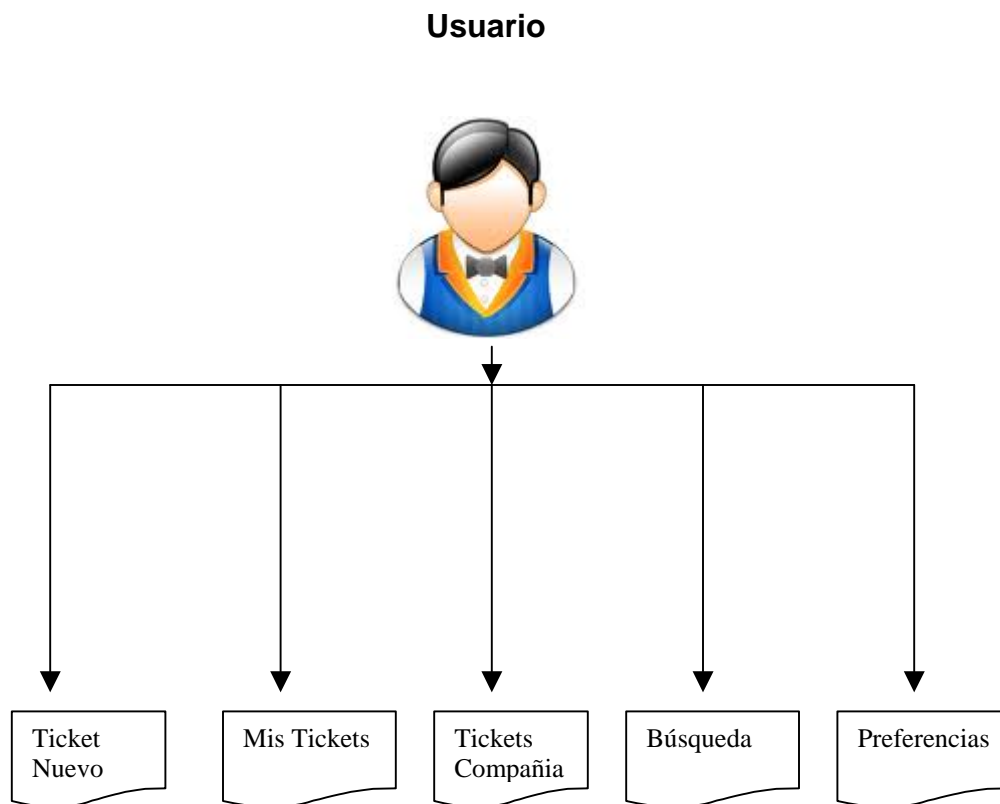 Usuario
Ticket
Nuevo
Mis Tickets
Tickets
Compañia
Búsqueda
Preferencias